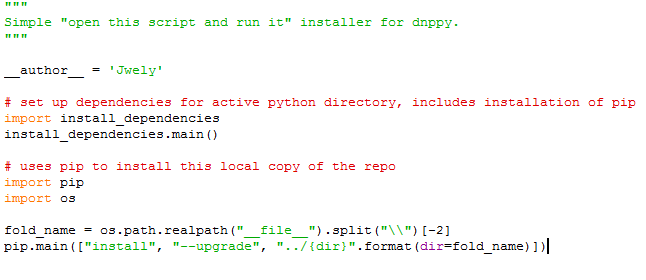 """
Simple "open this script and run it" installer for dnppy.
"""
__author__ = 'Jwely'
# set up dependencies for active python directory, includes installation of pip
import install_dependencies
install_dependencies.main()
# uses pip to install this local copy of the repo
import pip
import os
fold_name = os.path.realpath("__file__").split("\\")[-2]
pip.main(["install", "--upgrade", "../{dir}".format(dir=fold_name)])